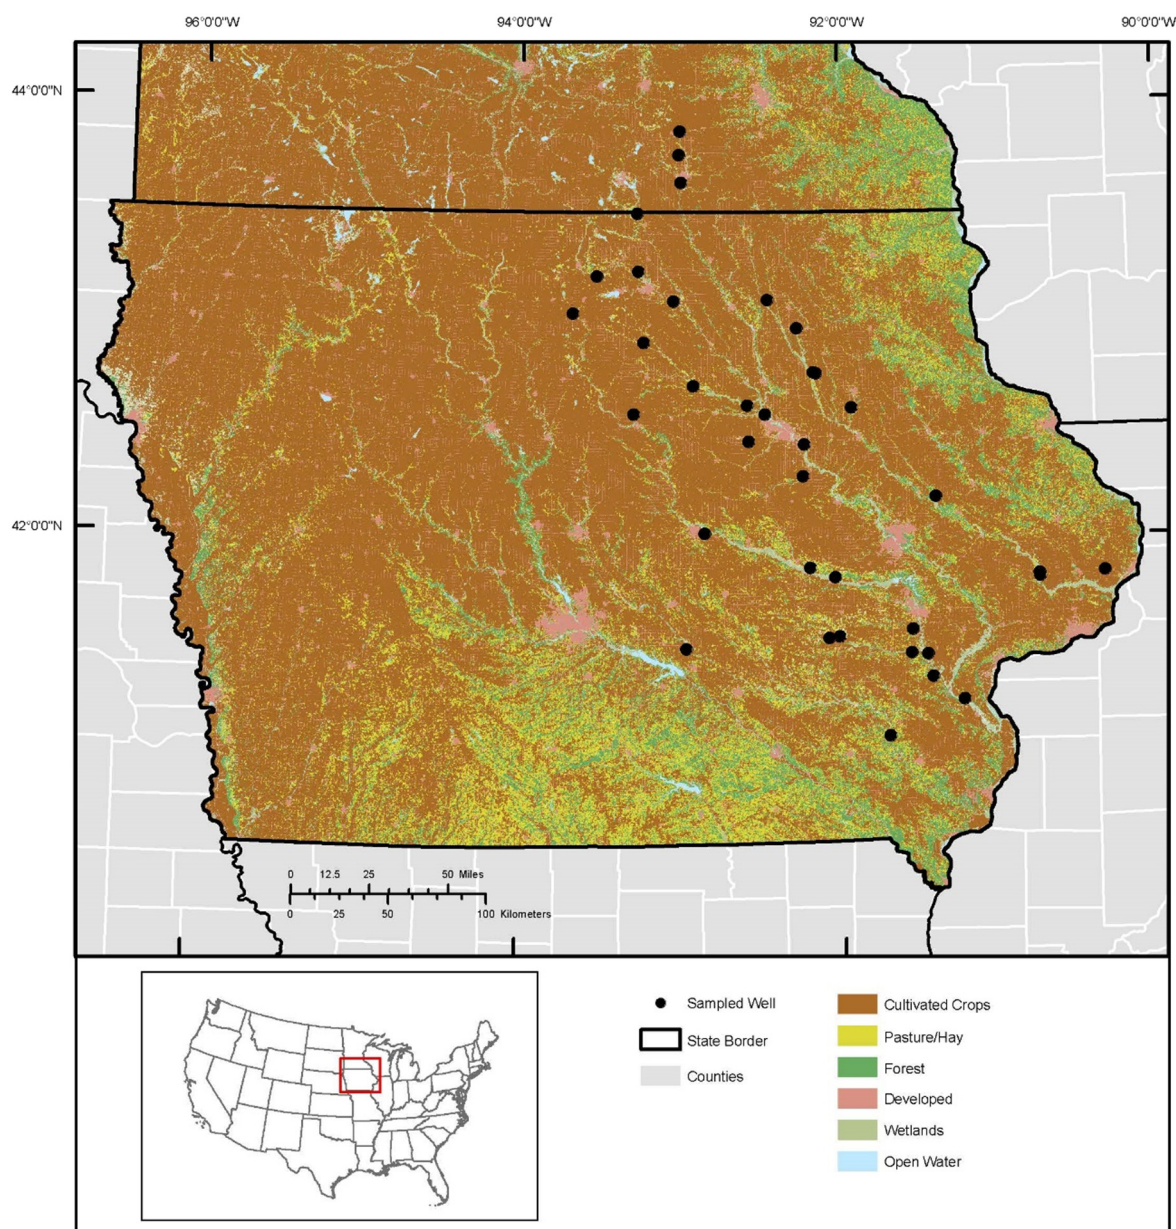 96°0'0"W 94°0'0"W 92°0'0"W 90°0'0"W
44°0'0"N
42°0'0"N
0 12.5 25 50 Miles
0 25 50 100 Kilometers
Sampled Well
State Border
Counties
Cultivated Crops
Pasture/Hay
Forest
Developed
Wetlands
Open Water